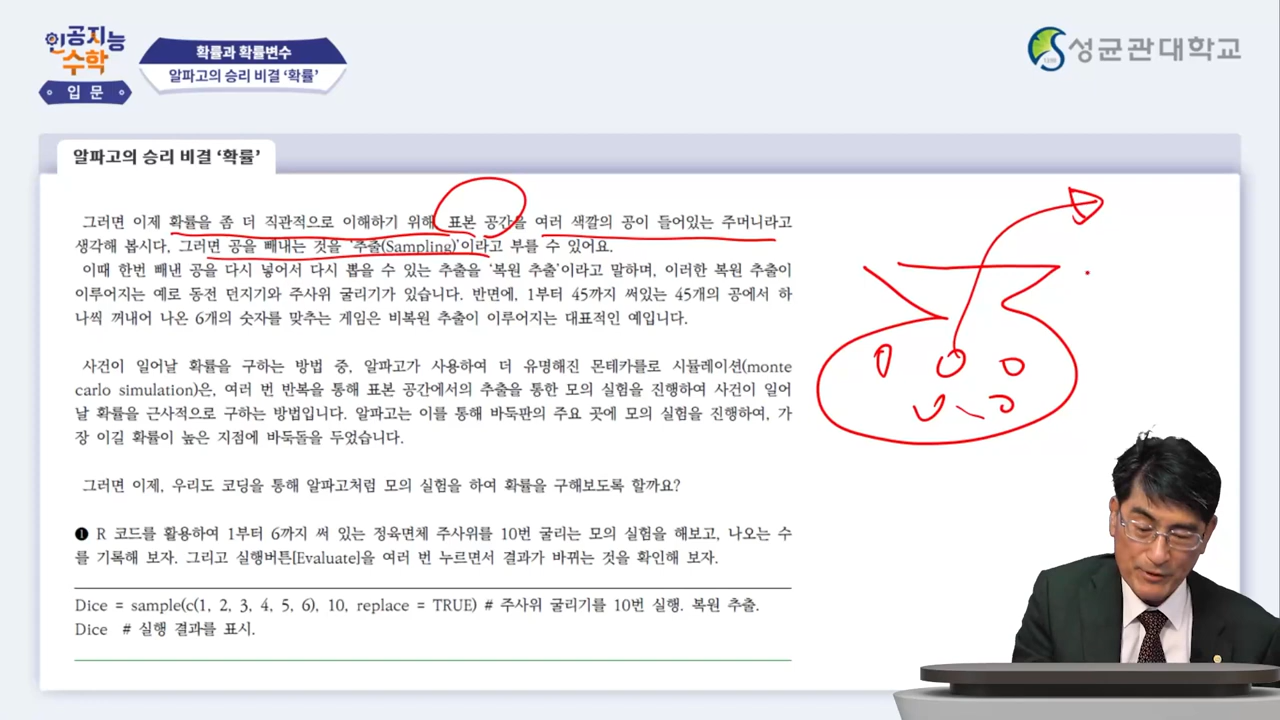 인공지능
수학
입문
확률과 확률변수
알파고의 승리 비결 ‘확률’
성균관대학교
알파고의 승리 비결 ‘확률’
그러면 이제 확률을 좀 더 직관적으로 이해하기 위해 표본 공간을 여러 색깔의 공이 들어있는 주머니라고
생각해 봅시다. 그러면 공을 빼내는 것을 ‘추출(Sampling)’이라고 부를 수 있어요.
이때 한번 빼낸 공을 다시 넣어서 다시 뽑을 수 있는 추출을 ‘복원 추출’이라고 말하며, 이러한 복원 추출이
이루어지는 예로 동전 던지기와 주사위 굴리기가 있습니다. 반면에, 1부터 45까지 써있는 45개의 공에서 하
나씩 꺼내어 나온 6개의 숫자를 맞추는 게임은 비복원 추출이 이루어지는 대표적인 예입니다.
사건이 일어날 확률을 구하는 방법 중, 알파고가 사용하여 더 유명해진 몬테카를로 시뮬레이션(monte
carlo simulation)은, 여러 번 반복을 통해 표본 공간에서의 추출을 통한 모의 실험을 진행하여 사건이 일어
날 확률을 근사적으로 구하는 방법입니다. 알파고는 이를 통해 바둑판의 주요 곳에 모의 실험을 진행하여, 가
장 이길 확률이 높은 지점에 바둑돌을 두었습니다.
그러면 이제, 우리도 코딩을 통해 알파고처럼 모의 실험을 하여 확률을 구해보도록 할까요?
❶ R 코드를 활용하여 1부터 6까지 써 있는 정육면체 주사위를 10번 굴리는 모의 실험을 해보고, 나오는 수
를 기록해 보자. 그리고 실행버튼[Evaluate]을 여러 번 누르면서 결과가 바뀌는 것을 확인해 보자.
Dice = sample(c(1, 2, 3, 4, 5, 6), 10, replace = TRUE) # 주사위 굴리기를 10번 실행. 복원 추출.
Dice # 실행 결과를 표시.